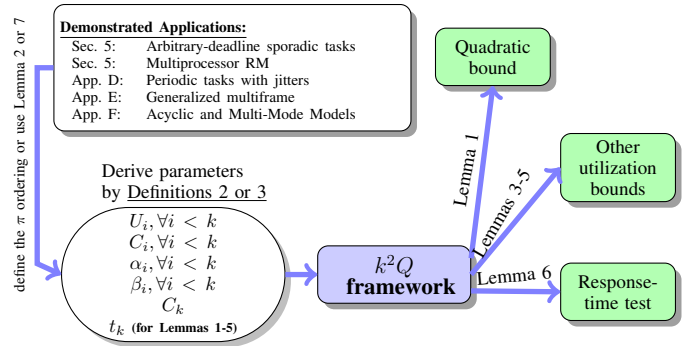 Demonstrated Applications:
Sec. 5: Arbitrary-deadline sporadic tasks
Sec. 5: Multiprocessor RM
App. D: Periodic tasks with jitters
App. E: Generalized multiframe
App. F: Acyclic and Multi-Mode Models
define the π ordering or use Lemma 2 or 7
Derive parameters
by Definitions 2 or 3
U_i, ∀i < k
C_i, ∀i < k
α_i, ∀i < k
β_i, ∀i < k
C_k
t_k (for Lemmas 1-5)
k²Q
framework
Lemma 1
Quadratic
bound
Lemmas 3-5
Other
utilization
bounds
Lemma 6
Response-
time test